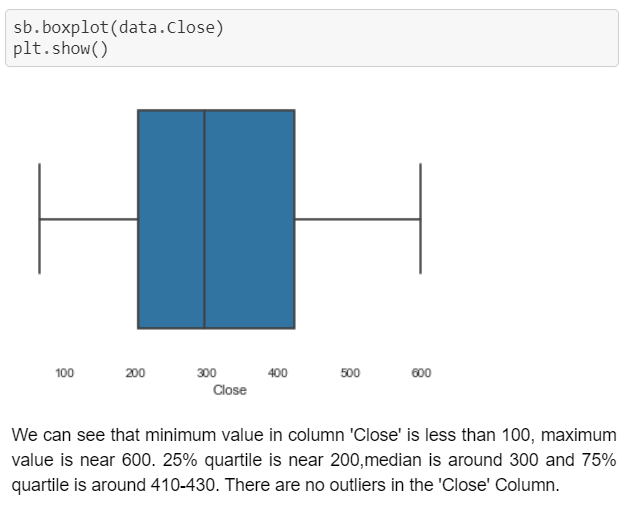 sb.boxplot(data.Close)
plt.show()
100 200 300 400 500 600
Close
We can see that minimum value in column 'Close' is less than 100, maximum
value is near 600. 25% quartile is near 200,median is around 300 and 75%
quartile is around 410-430. There are no outliers in the 'Close' Column.